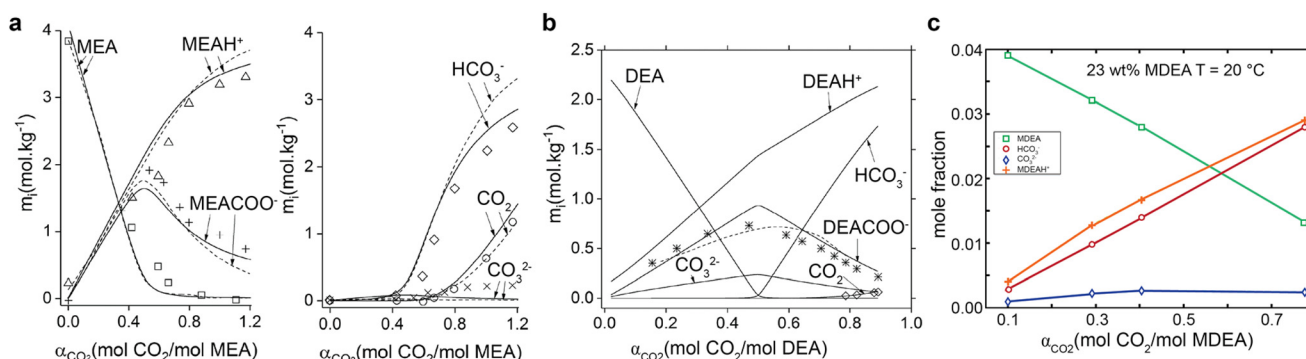 a
4
3
2
1
0
mᵢ(mol.kg⁻¹)
MEA
MEAH⁺
MEACOO⁻
0.0 0.4 0.8 1.2
α_CO₂(mol CO₂/mol MEA)
4
3
2
1
0
mᵢ(mol.kg⁻¹)
HCO₃⁻
CO₂
CO₃²⁻
0.0 0.4 0.8 1.2
α_CO₂(mol CO₂/mol MEA)
b
2.5
2.0
1.5
1.0
0.5
0.0
mᵢ(mol.kg⁻¹)
DEA
DEAH⁺
HCO₃⁻
DEACOO⁻
CO₃²⁻
CO₂
0.0 0.2 0.4 0.6 0.8 1.0
α_CO2(mol CO₂/mol DEA)
c
0.04
0.03
0.02
0.01
0.00
mole fraction
23 wt% MDEA T = 20 °C
MDEA
HCO₃⁻
CO₃²⁻
MDEAH⁺
0.1 0.3 0.5 0.7
α_CO2(mol CO₂/mol MDEA)